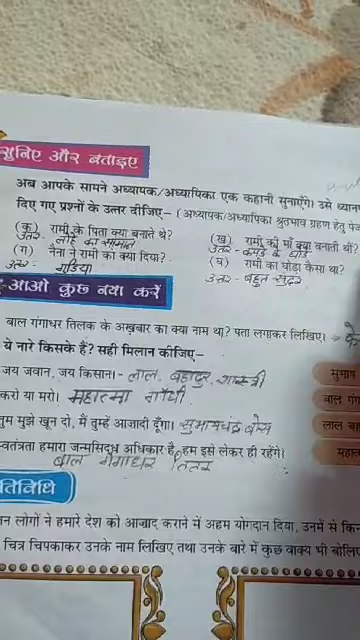 सुनिए और बताइए
अब आपके सामने अध्यापक/अध्यापिका एक कहानी सुनाएँगे। उसे ध्यान
दिए गए प्रश्नों के उत्तर दीजिए– (अध्यापक/अध्यापिका श्रुतभाव ग्रहण हेतु
(क) रामी के पिता क्या बनाते थे? (ख) रामी की माँ क्या बनाती थीं?
उत्तर- लोहे का सामान उत्तर- कपड़े के घोड़े
(ग) नैना ने रामी को क्या दिया? (घ) रामी का घोड़ा कैसा था?
उत्तर- गुडिया उत्तर- बहुत सुंदर
आओ कुछ नया करें
बाल गंगाधर तिलक के अखबार का क्या नाम था? पता लगाकर लिखिए।
ये नारे किसके हैं? सही मिलान कीजिए–
जय जवान, जय किसान।- लाल, बहादुर, शास्त्री
सुभाष
करो या मरो। महात्मा गांधी
बाल गंगा
तुम मुझे खून दो, मैं तुम्हें आजादी दूँगा। सुभाषचंद्र बोस
लाल बहा
स्वतंत्रता हमारा जन्मसिद्ध अधिकार है, हम इसे लेकर ही रहेंगे।
महात्मा
बाल गंगाधर तितर
तिविधि
न लोगों ने हमारे देश को आजाद कराने में अहम योगदान दिया, उनमें से किन
चित्र चिपकाकर उनके नाम लिखिए तथा उनके बारे में कुछ वाक्य भी बोलिए